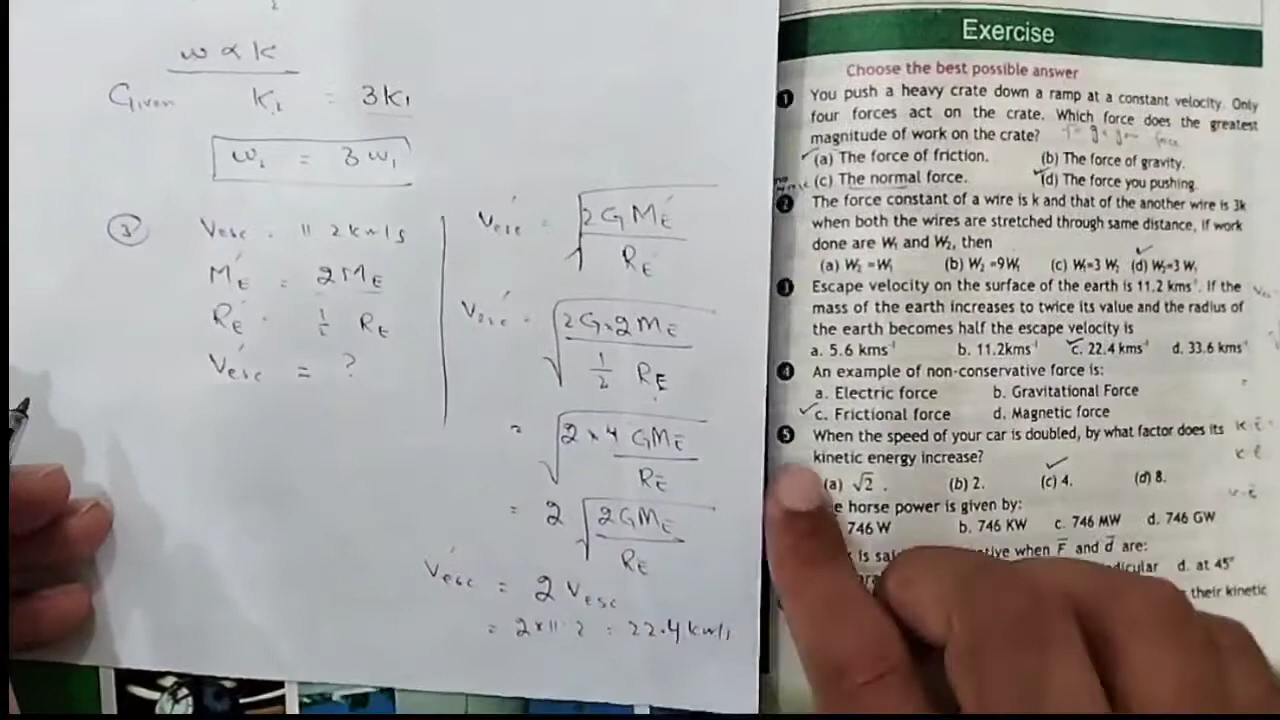 w ∝ k
Given K₂ = 3K₁
w₂ = 3w₁
③ Vesc = 11.2 km/s
M'E = 2ME
R'E = 1/2 RE
V'esc = ?
V'esc = √(2GM'E / R'E)
V'esc = √(2G×2ME / 1/2 RE)
= √(2×4 GME / RE)
= 2 √(2GME / RE)
V'esc = 2 Vesc
= 2×11.2 = 22.4 km/s
Exercise
Choose the best possible answer
1 You push a heavy crate down a ramp at a constant velocity. Only
four forces act on the crate. Which force does the greatest
magnitude of work on the crate?
(a) The force of friction. (b) The force of gravity.
(c) The normal force. (d) The force you pushing.
2 The force constant of a wire is k and that of the another wire is 3k
when both the wires are stretched through same distance, if work
done are W₁ and W₂, then
(a) W₂ =W₁ (b) W₂ =9W₁ (c) W₁=3 W₂ (d) W₂=3 W₁
3 Escape velocity on the surface of the earth is 11.2 kms⁻¹. If the
mass of the earth increases to twice its value and the radius of
the earth becomes half the escape velocity is
a. 5.6 kms⁻¹ b. 11.2kms⁻¹ c. 22.4 kms⁻¹ d. 33.6 kms⁻¹
4 An example of non-conservative force is:
a. Electric force b. Gravitational Force
c. Frictional force d. Magnetic force
5 When the speed of your car is doubled, by what factor does its
kinetic energy increase?
(a) √2 . (b) 2. (c) 4. (d) 8.
horse power is given by:
746 W b. 746 KW c. 746 MW d. 746 GW
is when F and d are:
d. at 45°
their kinetic